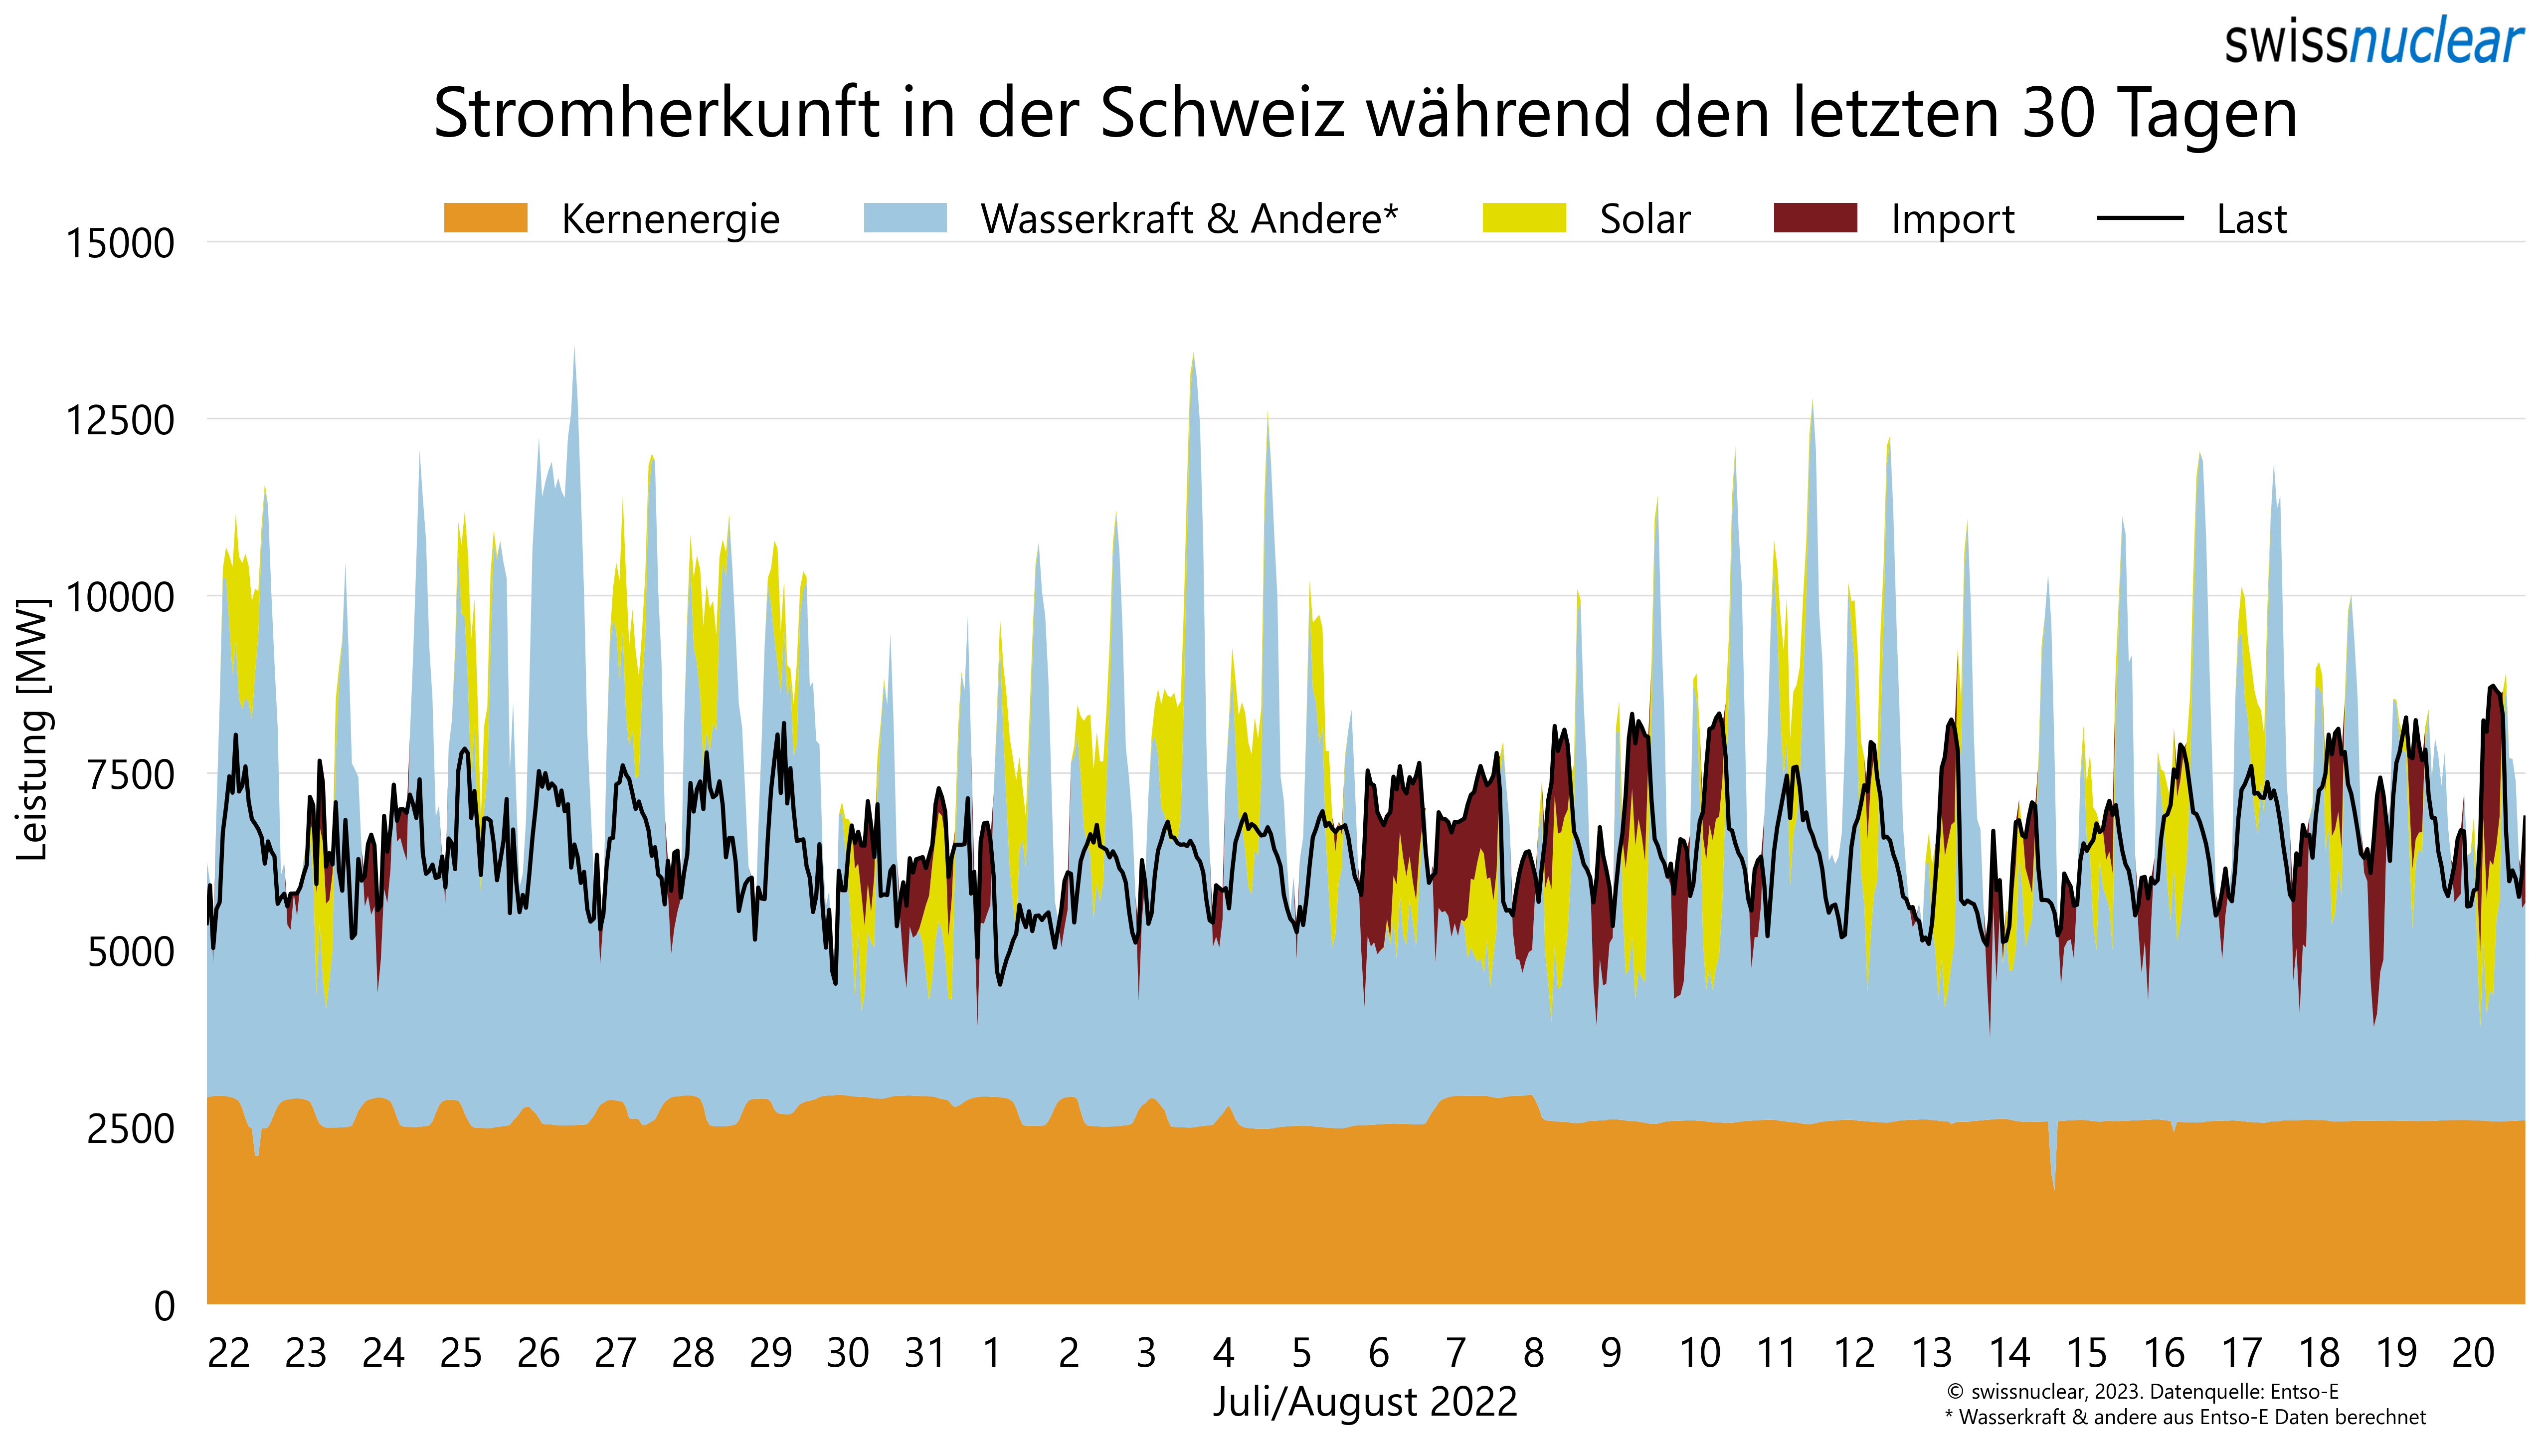 swissnuclear
Stromherkunft in der Schweiz während den letzten 30 Tagen
Kernenergie Wasserkraft & Andere* Solar Import Last
15000
12500
10000
7500
5000
2500
0
Leistung [MW]
22 23 24 25 26 27 28 29 30 31 1 2 3 4 5 6 7 8 9 10 11 12 13 14 15 16 17 18 19 20
Juli/August 2022
© swissnuclear, 2023. Datenquelle: Entso-E
* Wasserkraft & andere aus Entso-E Daten berechnet